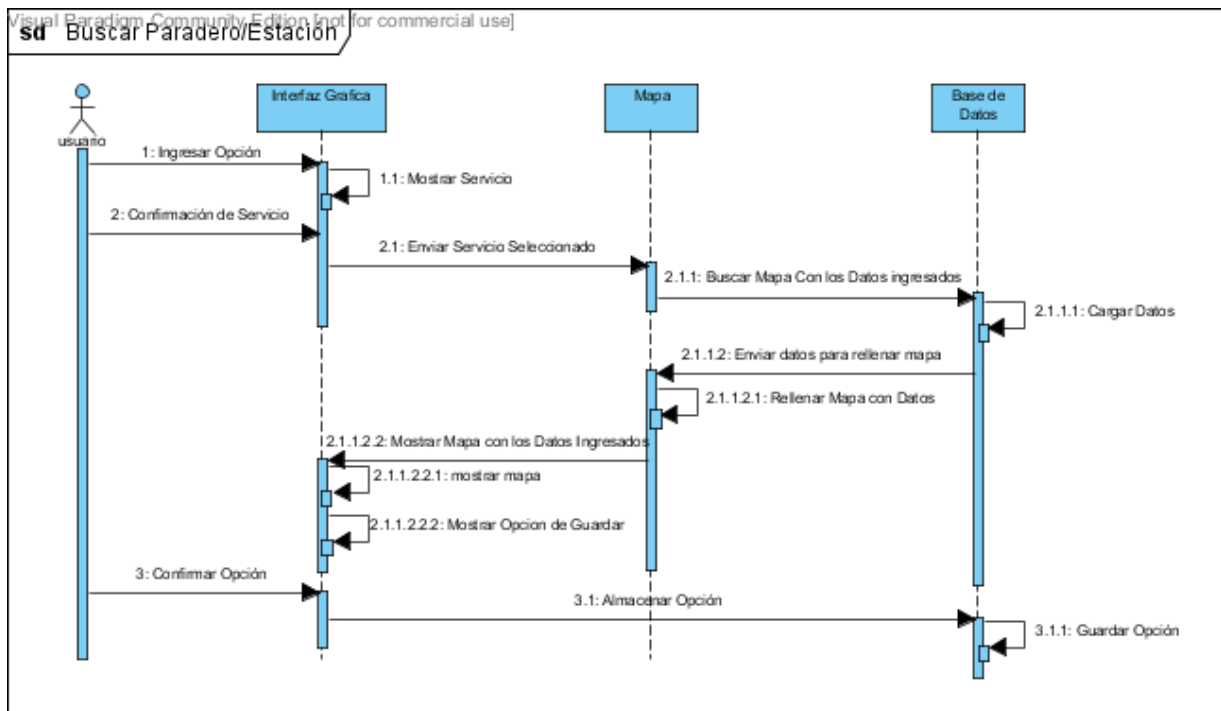 Visual Paradigm Community Edition [not for commercial use]
sd Buscar Paradero/Estación
usuario
Interfaz Grafica
Mapa
Base de
Datos
1: Ingresar Opción
1.1: Mostrar Servicio
2: Confirmación de Servicio
2.1: Enviar Servicio Seleccionado
2.1.1: Buscar Mapa Con los Datos ingresados
2.1.1.1: Cargar Datos
2.1.1.2: Enviar datos para rellenar mapa
2.1.1.2.1: Rellenar Mapa con Datos
2.1.1.2.2: Mostrar Mapa con los Datos Ingresados
2.1.1.2.2.1: mostrar mapa
2.1.1.2.2.2: Mostrar Opcion de Guardar
3: Confirmar Opción
3.1: Almacenar Opción
3.1.1: Guardar Opción